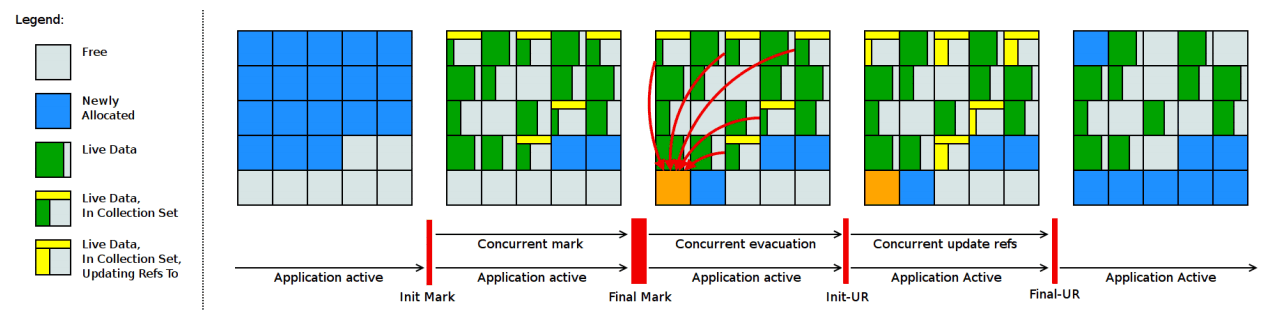 Legend:
Free
Newly
Allocated
Live Data
Live Data,
In Collection Set
Live Data,
In Collection Set,
Updating Refs To
Concurrent mark
Concurrent evacuation
Concurrent update refs
Application active
Application active
Application active
Application Active
Application Active
Init Mark
Final Mark
Init-UR
Final-UR